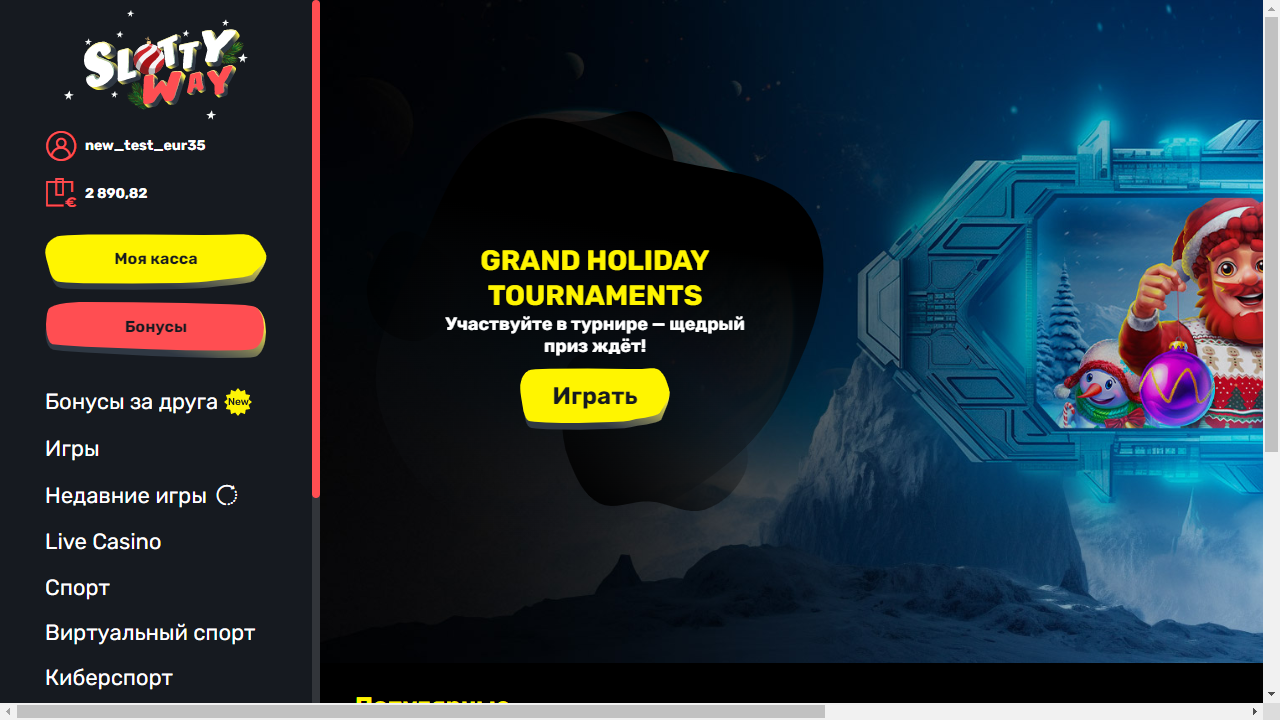 SLOTTY
WAY
new_test_eur35
2 890,82
€
Моя касса
Бонусы
Бонусы за друга New
Игры
Недавние игры
Live Casino
Спорт
Виртуальный спорт
Киберспорт
GRAND HOLIDAY
TOURNAMENTS
Участвуйте в турнире — щедрый
приз ждёт!
Играть
Популярные